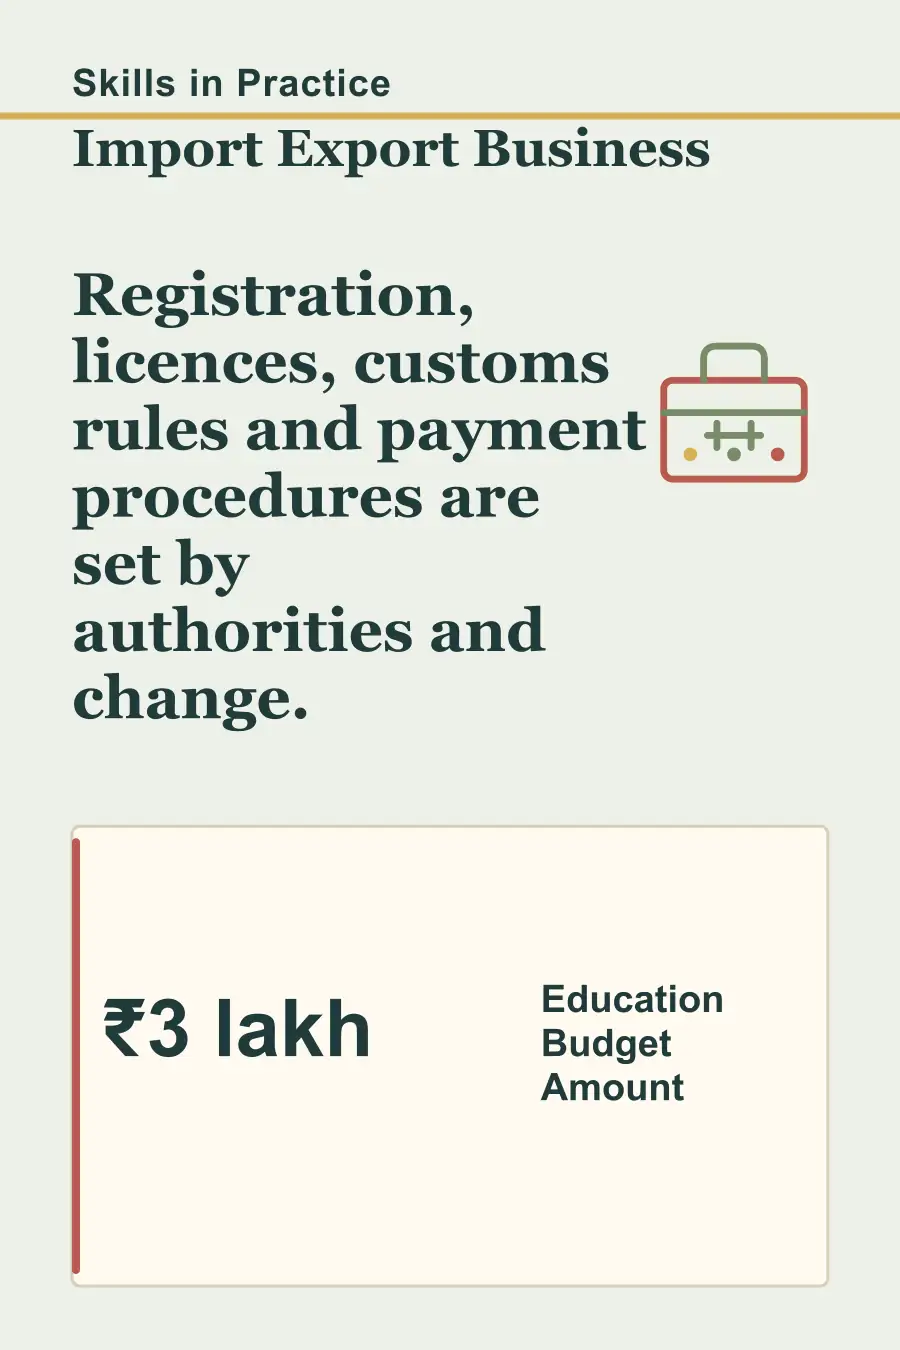 Skills in Practice
Import Export Business
Registration,
licences, customs
rules and payment
procedures are
set by
authorities and
change.
₹3 lakh
Education
Budget
Amount